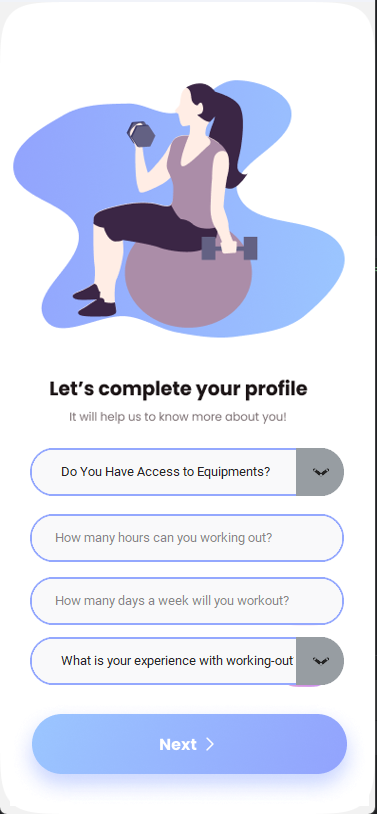 Let's complete your profile
It will help us to know more about you!
Do You Have Access to Equipments?
How many hours can you working out?
How many days a week will you workout?
What is your experience with working-out
Next